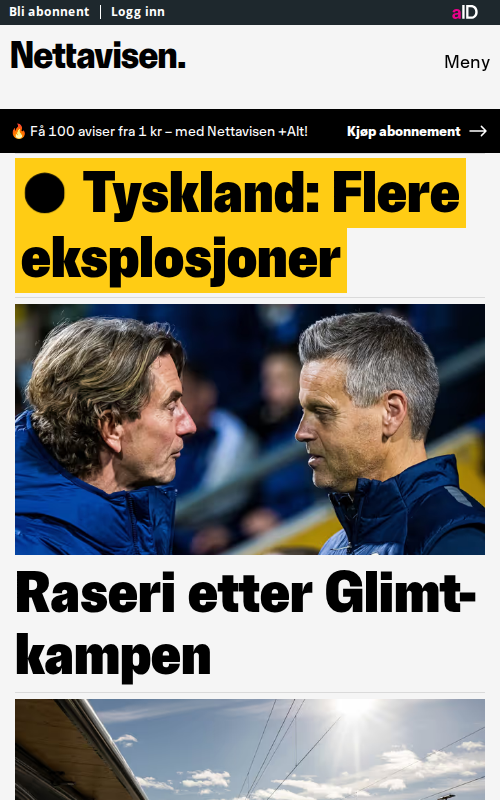 Bli abonnent | Logg inn
aID
Nettavisen.
Meny
🔥 Få 100 aviser fra 1 kr – med Nettavisen +Alt!
Kjøp abonnement →
Tyskland: Flere
eksplosjoner
Raseri etter Glimt-
kampen